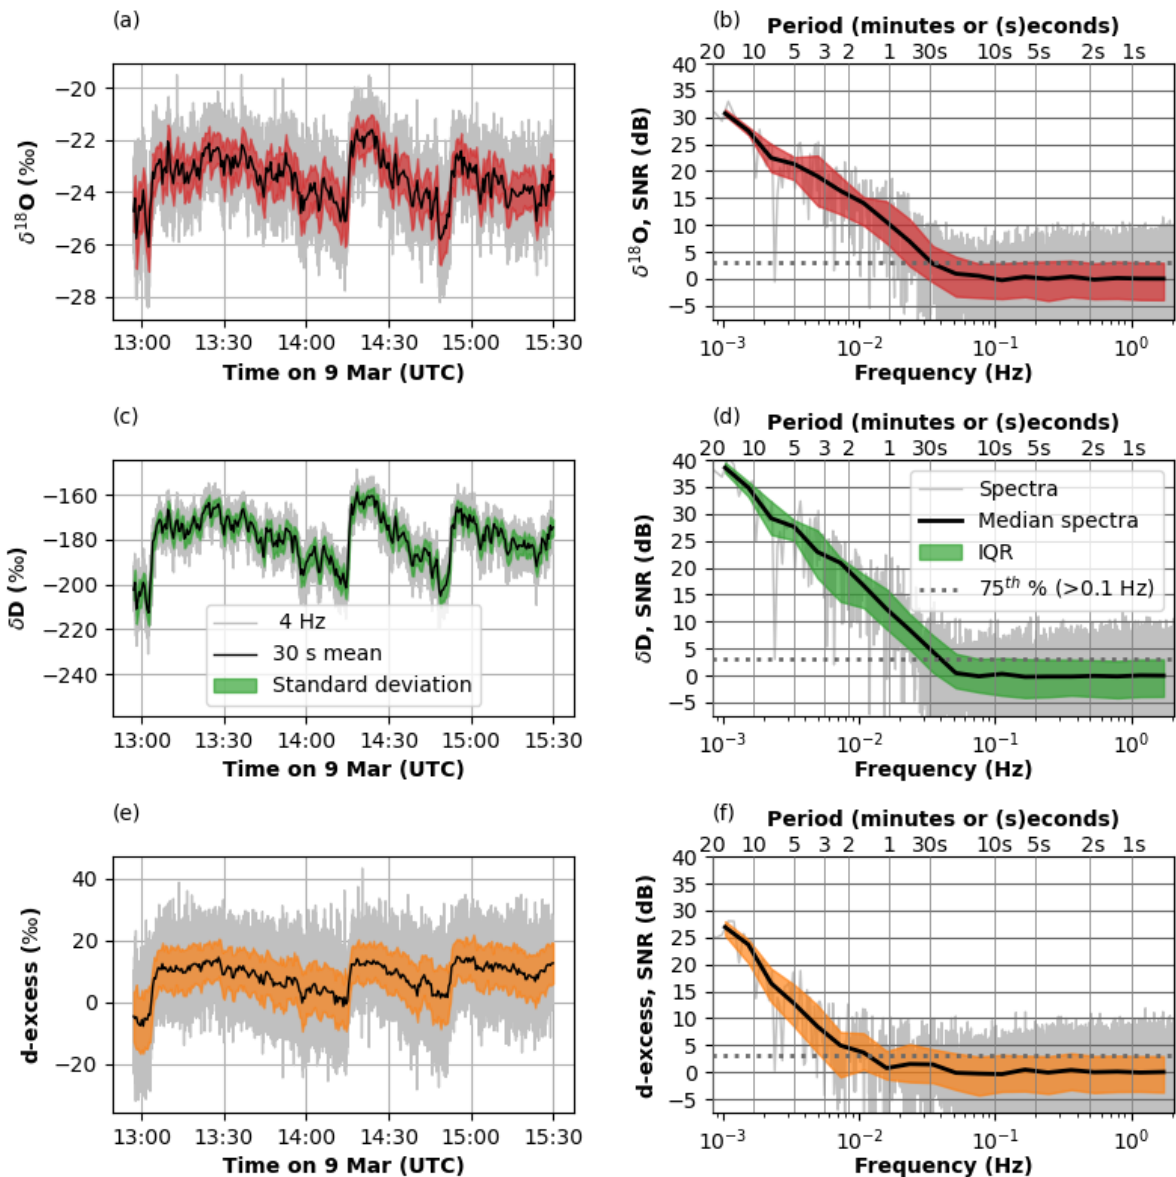 (a)
(b)
Period (minutes or (s)econds
20 10 5 3 2 1 30s 10s 5s 2s 1s
δ¹⁸O (‰)
−20
−22
−24
−26
−28
13:00 13:30 14:00 14:30 15:00 15:30
Time on 9 Mar (UTC)
δ¹⁸O, SNR (dB)
40
35
30
25
20
15
10
5
0
−5
10⁻³ 10⁻² 10⁻¹ 10⁰
Frequency (Hz)
(c)
(d)
Period (minutes or (s)econds
20 10 5 3 2 1 30s 10s 5s 2s 1s
δD (‰)
−160
−180
−200
−220
−240
4 Hz
30 s mean
Standard deviation
13:00 13:30 14:00 14:30 15:00 15:30
Time on 9 Mar (UTC)
δD, SNR (dB)
40
35
30
25
20
15
10
5
0
−5
Spectra
Median spectra
IQR
75ᵗʰ % (>0.1 Hz)
10⁻³ 10⁻² 10⁻¹ 10⁰
Frequency (Hz)
(e)
(f)
Period (minutes or (s)econds
20 10 5 3 2 1 30s 10s 5s 2s 1s
d-excess (‰)
40
20
0
−20
13:00 13:30 14:00 14:30 15:00 15:30
Time on 9 Mar (UTC)
d-excess, SNR (dB)
40
35
30
25
20
15
10
5
0
−5
10⁻³ 10⁻² 10⁻¹ 10⁰
Frequency (Hz)